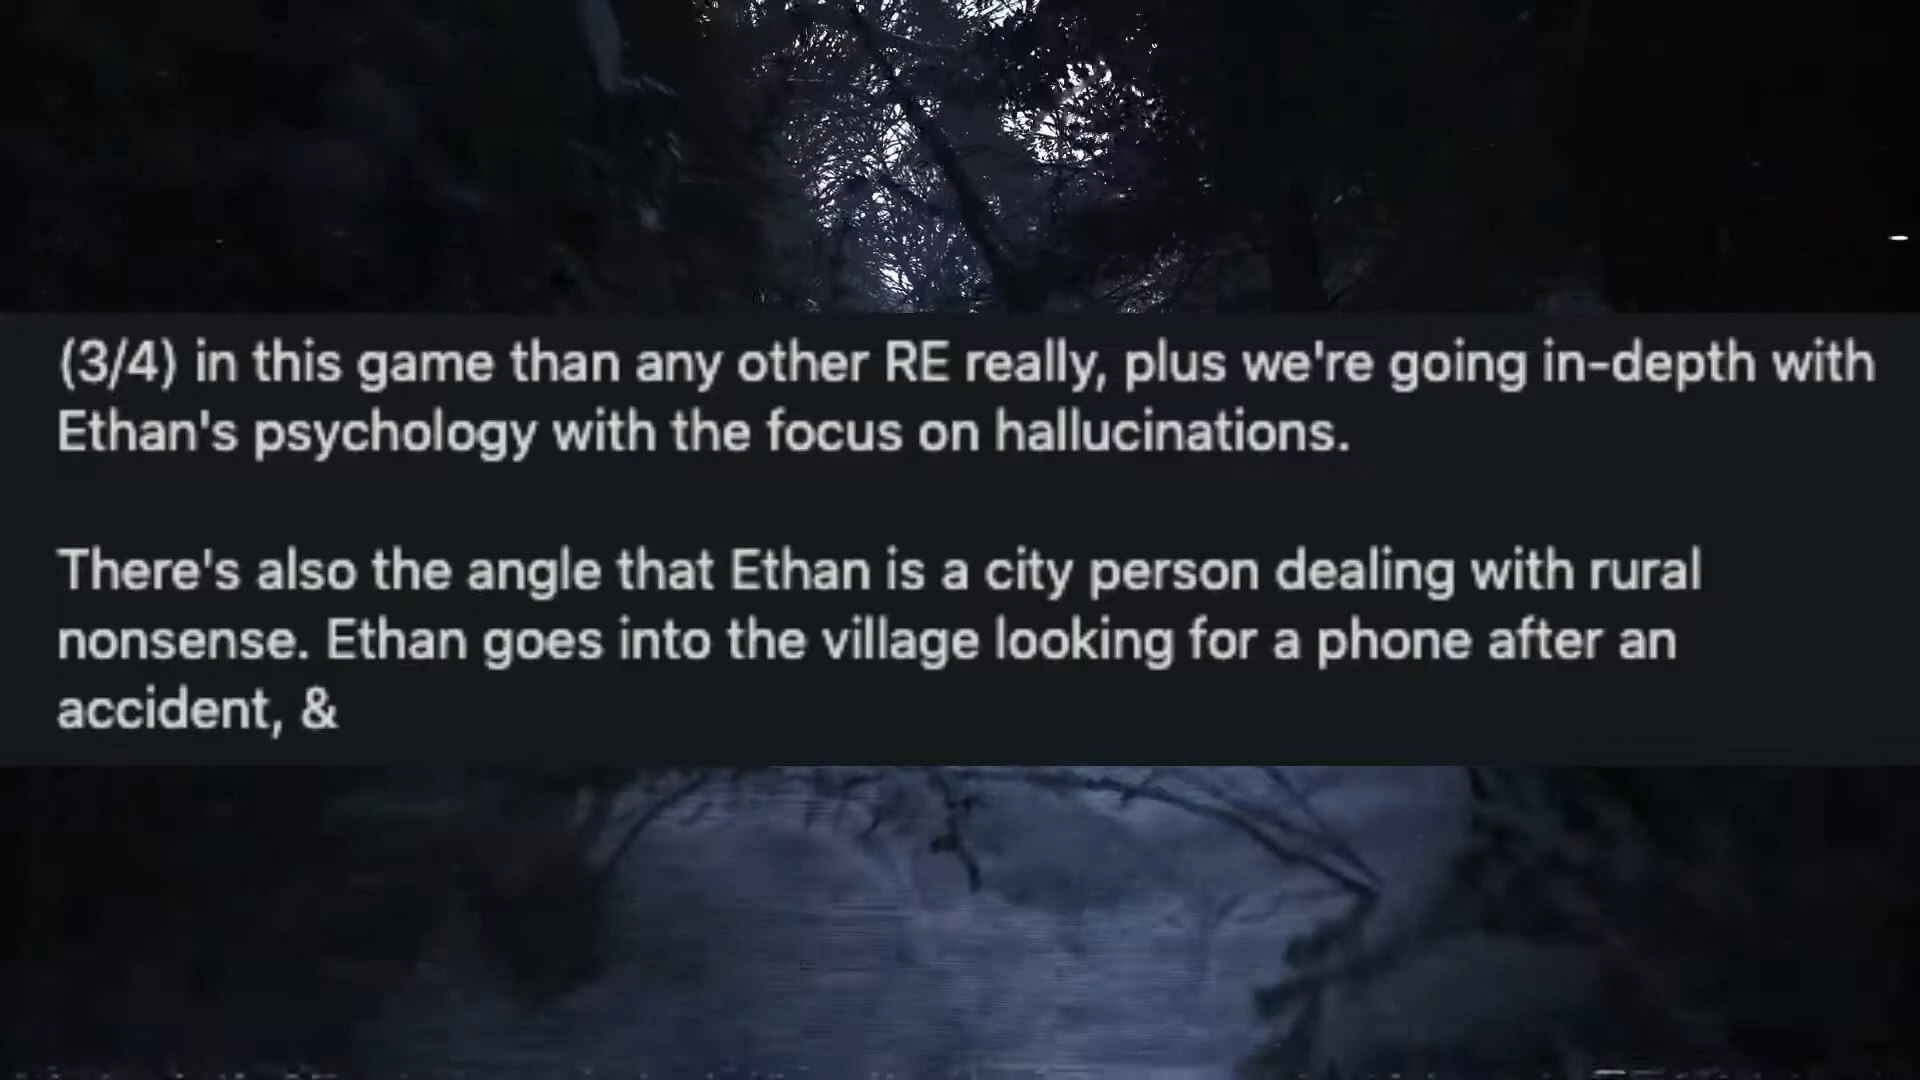 (3/4) in this game than any other RE really, plus we're going in-depth with
Ethan's psychology with the focus on hallucinations.
There's also the angle that Ethan is a city person dealing with rural
nonsense. Ethan goes into the village looking for a phone after an
accident, &